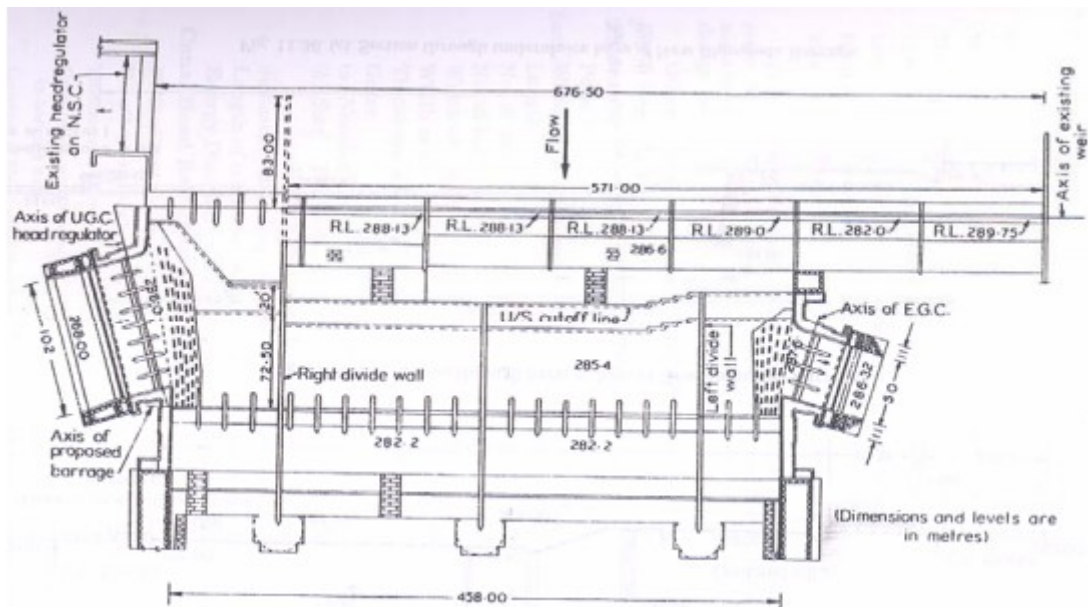 676·50
Existing headregulator
on N.S.C.
83·00
Flow
Axis of existing
weir
571·00
Axis of U.G.C.
head regulator
R.L. 288·13
R.L. 288·13
R.L. 288·13
R.L. 289·0
R.L. 282·0
R.L. 289·75
286·6
U/S cutoff line
Axis of E.G.C.
102
268·00
20
72·50
285·4
Left divide
wall
Right divide wall
286·32
50
Axis of
proposed
barrage
282·2
282·2
(Dimensions and levels are
in metres)
458·00